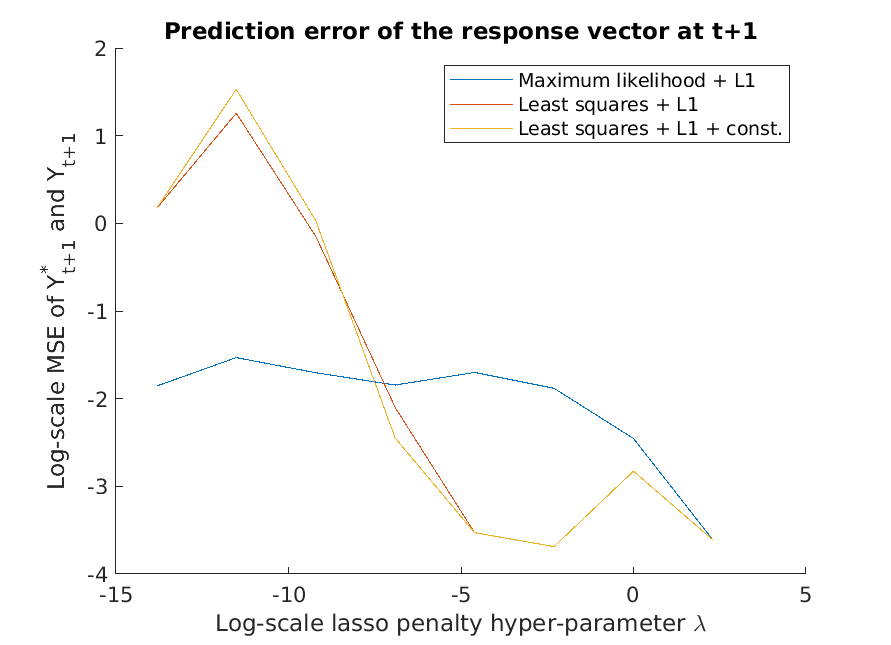 Prediction error of the response vector at t+1
Maximum likelihood + L1
Least squares + L1
Least squares + L1 + const.
Log-scale MSE of Y*t+1 and Yt+1
2
1
0
-1
-2
-3
-4
-15 -10 -5 0 5
Log-scale lasso penalty hyper-parameter λ